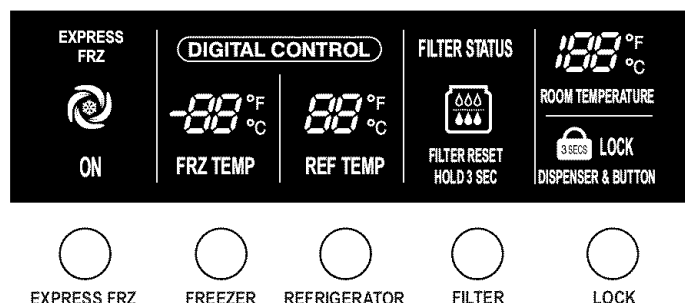 EXPRESS
FRZ
ON
DIGITAL CONTROL
-88 °F °C
FRZ TEMP
88 °F °C
REF TEMP
FILTER STATUS
FILTER RESET
HOLD 3 SEC
188 °F °C
ROOM TEMPERATURE
3 SECS LOCK
DISPENSER & BUTTON
EXPRESS FRZ
FREEZER
REFRIGERATOR
FILTER
LOCK